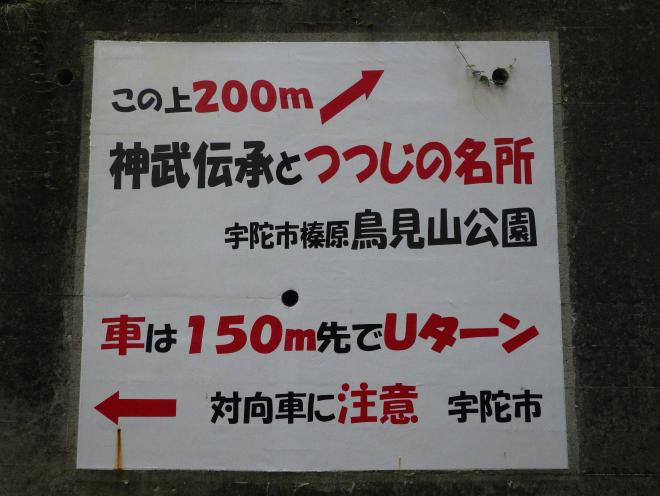 この上200m
神武伝承とつつじの名所
宇陀市榛原鳥見山公園
車は150m先でUターン
対向車に注意 宇陀市